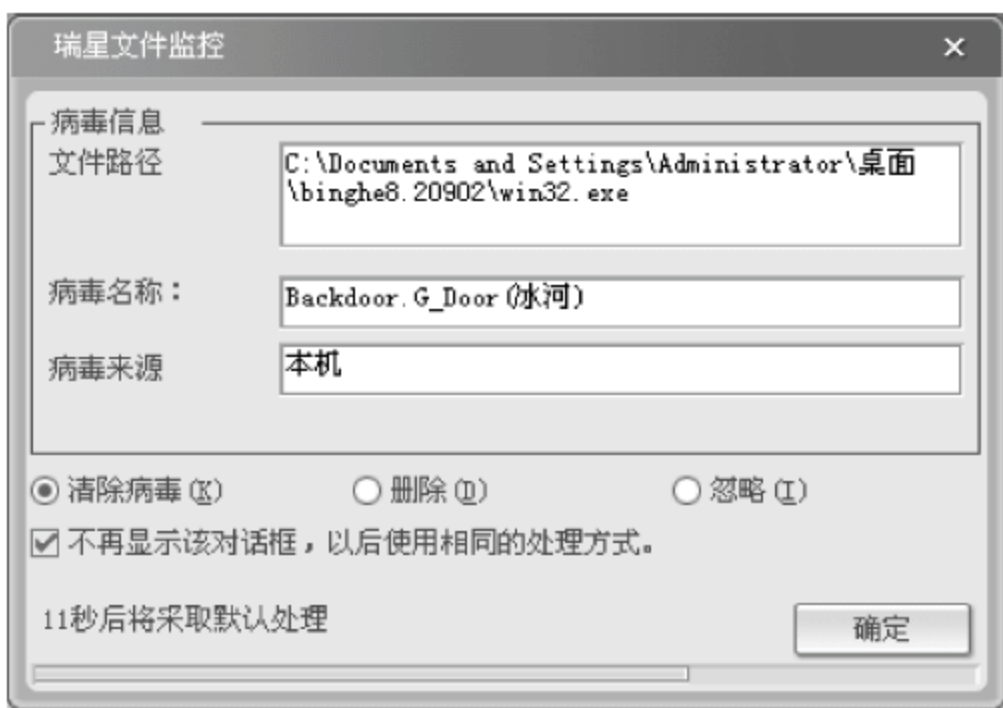 瑞星文件监控
病毒信息
文件路径
C:\Documents and Settings\Administrator\桌面
\binghe8.20902\win32.exe
病毒名称：
Backdoor.G_Door(冰河)
病毒来源
本机
清除病毒(K) 删除(D) 忽略(I)
不再显示该对话框，以后使用相同的处理方式。
11秒后将采取默认处理
确定